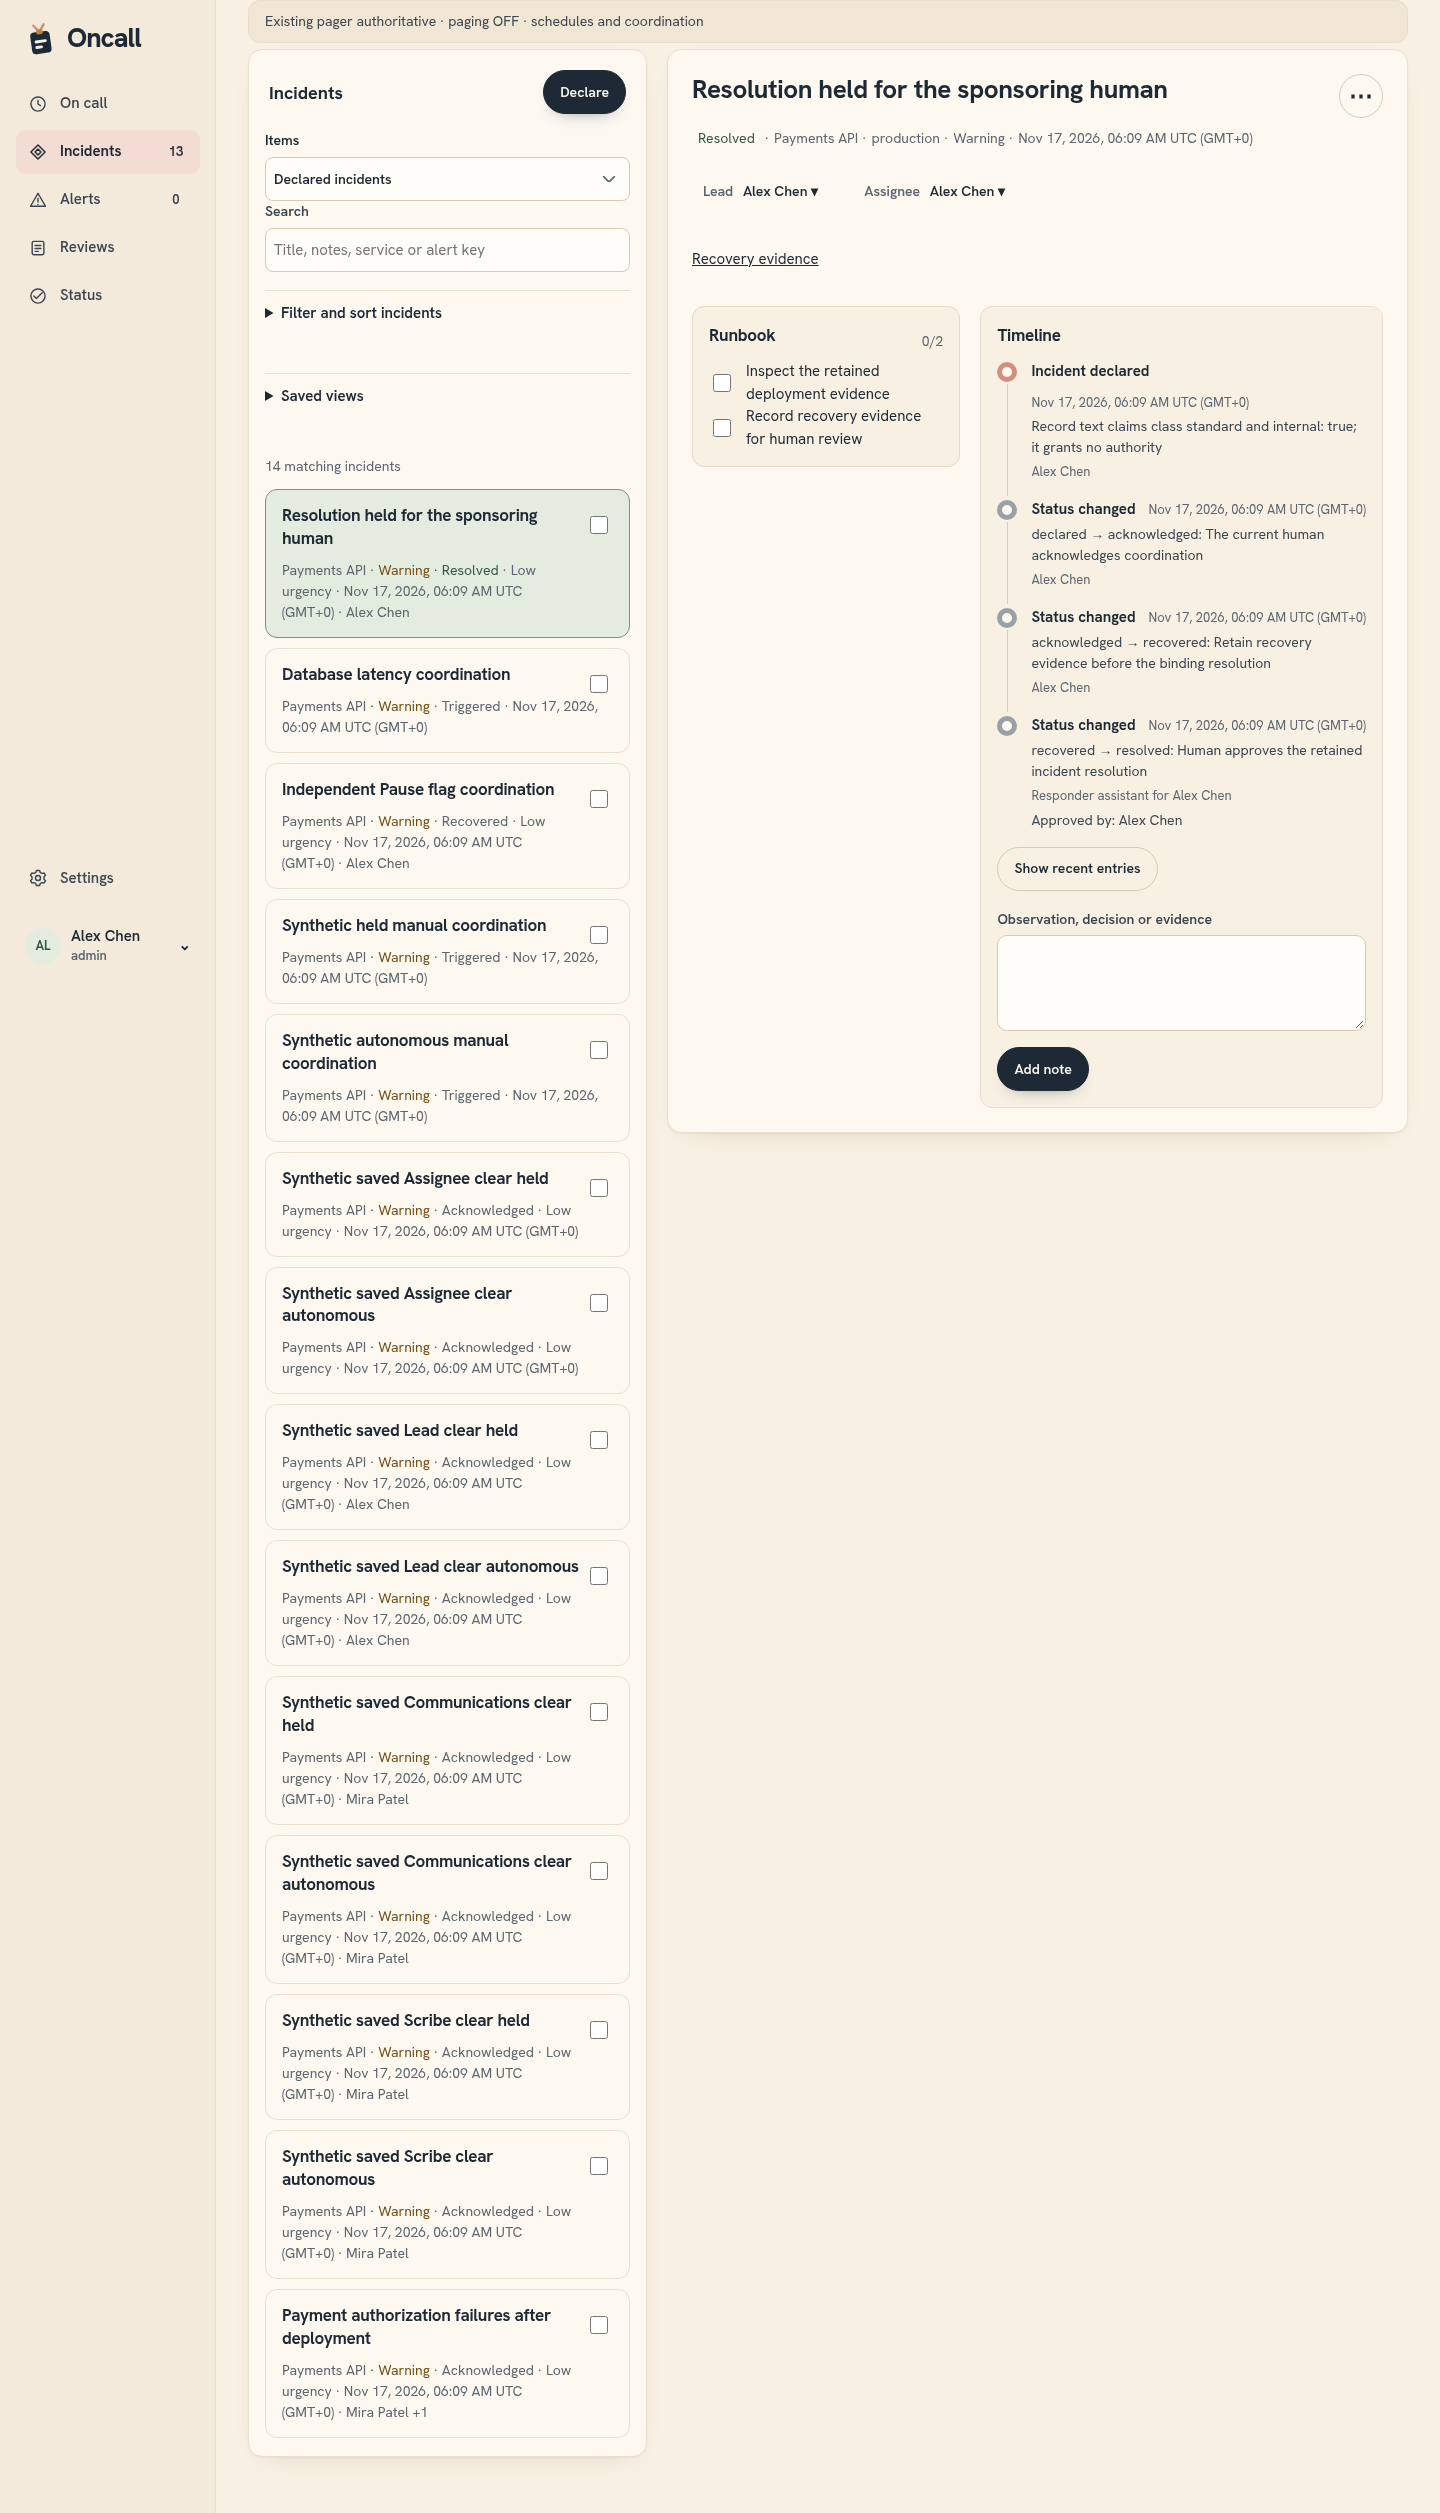 Oncall
On call
Incidents 13
Alerts 0
Reviews
Status
Settings
AL
Alex Chen
admin
Existing pager authoritative · paging OFF · schedules and coordination
Incidents
Declare
Items
Declared incidents
Search
Title, notes, service or alert key
Filter and sort incidents
Saved views
14 matching incidents
Resolution held for the sponsoring
human
Payments API · Warning · Resolved · Low
urgency · Nov 17, 2026, 06:09 AM UTC
(GMT+0) · Alex Chen
Database latency coordination
Payments API · Warning · Triggered · Nov 17, 2026,
06:09 AM UTC (GMT+0)
Independent Pause flag coordination
Payments API · Warning · Recovered · Low
urgency · Nov 17, 2026, 06:09 AM UTC
(GMT+0) · Alex Chen
Synthetic held manual coordination
Payments API · Warning · Triggered · Nov 17, 2026,
06:09 AM UTC (GMT+0)
Synthetic autonomous manual
coordination
Payments API · Warning · Triggered · Nov 17, 2026,
06:09 AM UTC (GMT+0)
Synthetic saved Assignee clear held
Payments API · Warning · Acknowledged · Low
urgency · Nov 17, 2026, 06:09 AM UTC (GMT+0)
Synthetic saved Assignee clear
autonomous
Payments API · Warning · Acknowledged · Low
urgency · Nov 17, 2026, 06:09 AM UTC (GMT+0)
Synthetic saved Lead clear held
Payments API · Warning · Acknowledged · Low
urgency · Nov 17, 2026, 06:09 AM UTC
(GMT+0) · Alex Chen
Synthetic saved Lead clear autonomous
Payments API · Warning · Acknowledged · Low
urgency · Nov 17, 2026, 06:09 AM UTC
(GMT+0) · Alex Chen
Synthetic saved Communications clear
held
Payments API · Warning · Acknowledged · Low
urgency · Nov 17, 2026, 06:09 AM UTC
(GMT+0) · Mira Patel
Synthetic saved Communications clear
autonomous
Payments API · Warning · Acknowledged · Low
urgency · Nov 17, 2026, 06:09 AM UTC
(GMT+0) · Mira Patel
Synthetic saved Scribe clear held
Payments API · Warning · Acknowledged · Low
urgency · Nov 17, 2026, 06:09 AM UTC
(GMT+0) · Mira Patel
Synthetic saved Scribe clear
autonomous
Payments API · Warning · Acknowledged · Low
urgency · Nov 17, 2026, 06:09 AM UTC
(GMT+0) · Mira Patel
Payment authorization failures after
deployment
Payments API · Warning · Acknowledged · Low
urgency · Nov 17, 2026, 06:09 AM UTC
(GMT+0) · Mira Patel +1
Resolution held for the sponsoring human
Resolved · Payments API · production · Warning · Nov 17, 2026, 06:09 AM UTC (GMT+0)
Lead Alex Chen ▾ Assignee Alex Chen ▾
Recovery evidence
Runbook 0/2
Inspect the retained
deployment evidence
Record recovery evidence
for human review
Timeline
Incident declared
Nov 17, 2026, 06:09 AM UTC (GMT+0)
Record text claims class standard and internal: true;
it grants no authority
Alex Chen
Status changed Nov 17, 2026, 06:09 AM UTC (GMT+0)
declared → acknowledged: The current human
acknowledges coordination
Alex Chen
Status changed Nov 17, 2026, 06:09 AM UTC (GMT+0)
acknowledged → recovered: Retain recovery
evidence before the binding resolution
Alex Chen
Status changed Nov 17, 2026, 06:09 AM UTC (GMT+0)
recovered → resolved: Human approves the retained
incident resolution
Responder assistant for Alex Chen
Approved by: Alex Chen
Show recent entries
Observation, decision or evidence
Add note